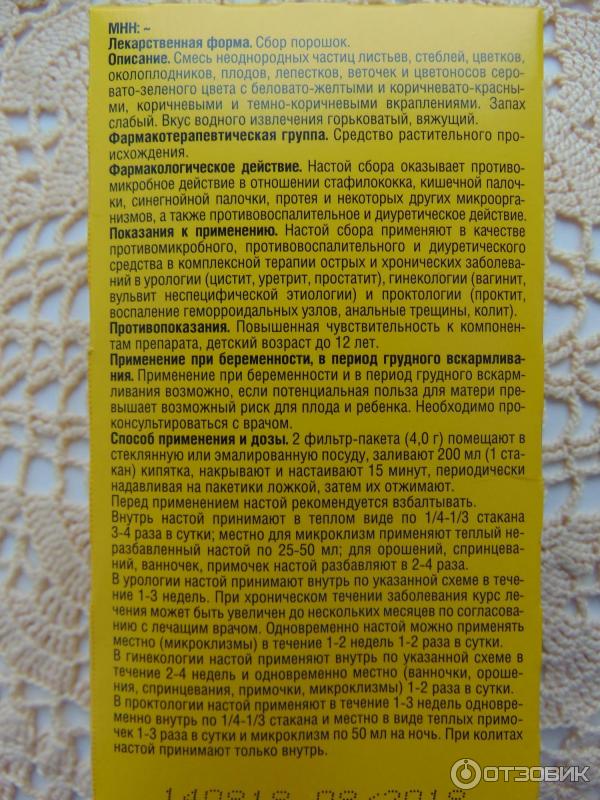 МНН: ~
Лекарственная форма. Сбор порошок.
Описание. Смесь неоднородных частиц листьев, стеблей, цветков,
околоплодников, плодов, лепестков, веточек и цветоносов серо-
вато-зеленого цвета с беловато-желтыми и коричневато-красны-
ми, коричневыми и темно-коричневыми вкраплениями. Запах
слабый. Вкус водного извлечения горьковатый, вяжущий.
Фармакотерапевтическая группа. Средство растительного про-
исхождения.
Фармакологическое действие. Настой сбора оказывает противо-
микробное действие в отношении стафилококка, кишечной палоч-
ки, синегнойной палочки, протея и некоторых других микроорга-
низмов, а также противовоспалительное и диуретическое действие.
Показания к применению. Настой сбора применяют в качестве
противомикробного, противовоспалительного и диуретического
средства в комплексной терапии острых и хронических заболева-
ний в урологии (цистит, уретрит, простатит), гинекологии (вагинит,
вульвит неспецифической этиологии) и проктологии (проктит,
воспаление геморроидальных узлов, анальные трещины, колит).
Противопоказания. Повышенная чувствительность к компонен-
там препарата, детский возраст до 12 лет.
Применение при беременности, в период грудного вскармлива-
ния. Применение при беременности и в период грудного вскарм-
ливания возможно, если потенциальная польза для матери пре-
вышает возможный риск для плода и ребенка. Необходимо про-
консультироваться с врачом.
Способ применения и дозы. 2 фильтр-пакета (4,0 г) помещают в
стеклянную или эмалированную посуду, заливают 200 мл (1 ста-
кан) кипятка, накрывают и настаивают 15 минут, периодически
надавливая на пакетики ложкой, затем их отжимают.
Перед применением настой рекомендуется взбалтывать.
Внутрь настой принимают в теплом виде по 1/4-1/3 стакана
3-4 раза в сутки; местно для микроклизм применяют теплый не-
разбавленный настой по 25-50 мл; для орошений, спринцева-
ний, ванночек, примочек настой разбавляют в 2-4 раза.
В урологии настой принимают внутрь по указанной схеме в тече-
ние 1-3 недель. При хроническом течении заболевания курс ле-
чения может быть увеличен до нескольких месяцев по согласова-
нию с лечащим врачом. Одновременно настой можно применять
местно (микроклизмы) в течение 1-2 недель 1-2 раза в сутки.
В гинекологии настой применяют внутрь по указанной схеме в
течение 2-4 недель и одновременно местно (ванночки, ороше-
ния, спринцевания, примочки, микроклизмы) 1-2 раза в сутки.
В проктологии настой применяют в течение 1-3 недель одновре-
менно внутрь по 1/4-1/3 стакана и местно в виде теплых примо-
чек 1-3 раза в сутки и микроклизм по 50 мл на ночь. При колитах
настой принимают только внутрь.
ОТЗОВИК